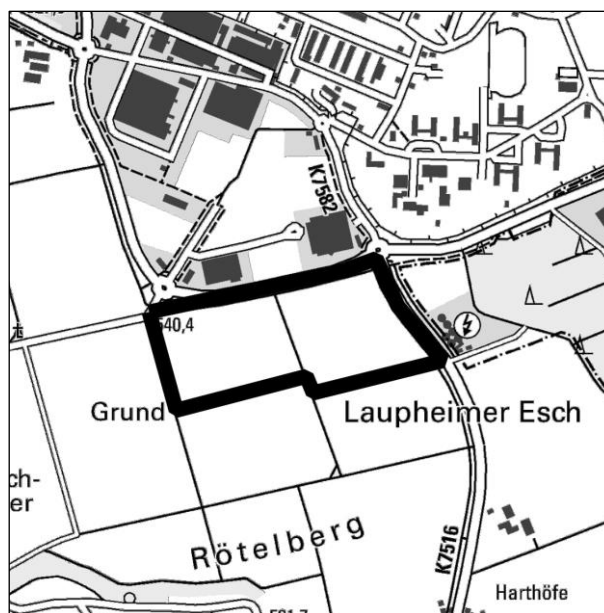 K7582
540,4
Grund
Laupheimer Esch
ch-
er
Rötelberg
K7516
Harthöfe